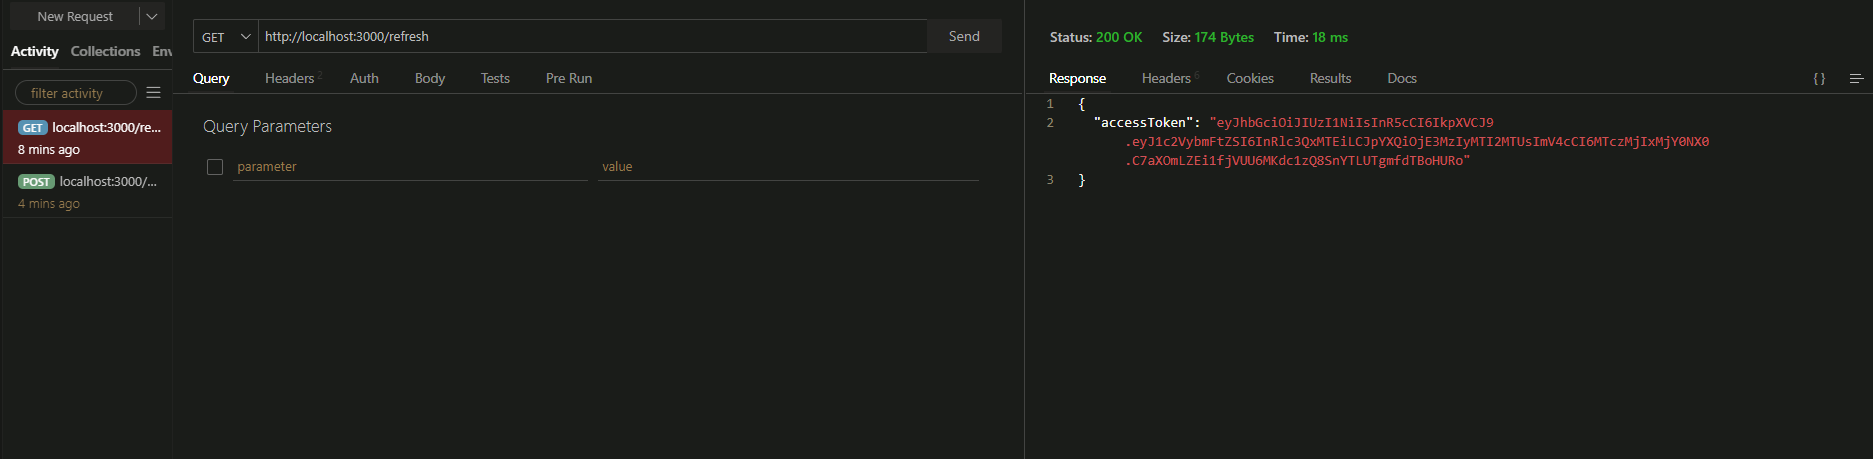 New Request
Activity Collections Env
filter activity
GET localhost:3000/re...
8 mins ago
POST localhost:3000/...
4 mins ago
GET http://localhost:3000/refresh Send
Query Headers 2 Auth Body Tests Pre Run
Query Parameters
parameter value
Status: 200 OK Size: 174 Bytes Time: 18 ms
Response Headers 6 Cookies Results Docs {}
1 {
2 "accessToken": "eyJhbGciOiJIUzI1NiIsInR5cCI6IkpXVCJ9
.eyJ1c2VybmFtZSI6InRlc3QxMTEiLCJpYXQiOjE3MzIyMTI2MTUsImV4cCI6MTczMjIxMjY0NX0
.C7aXOmLZEi1fjVUU6MKdc1zQ8SnYTLUTgmfdTBoHURo"
3 }